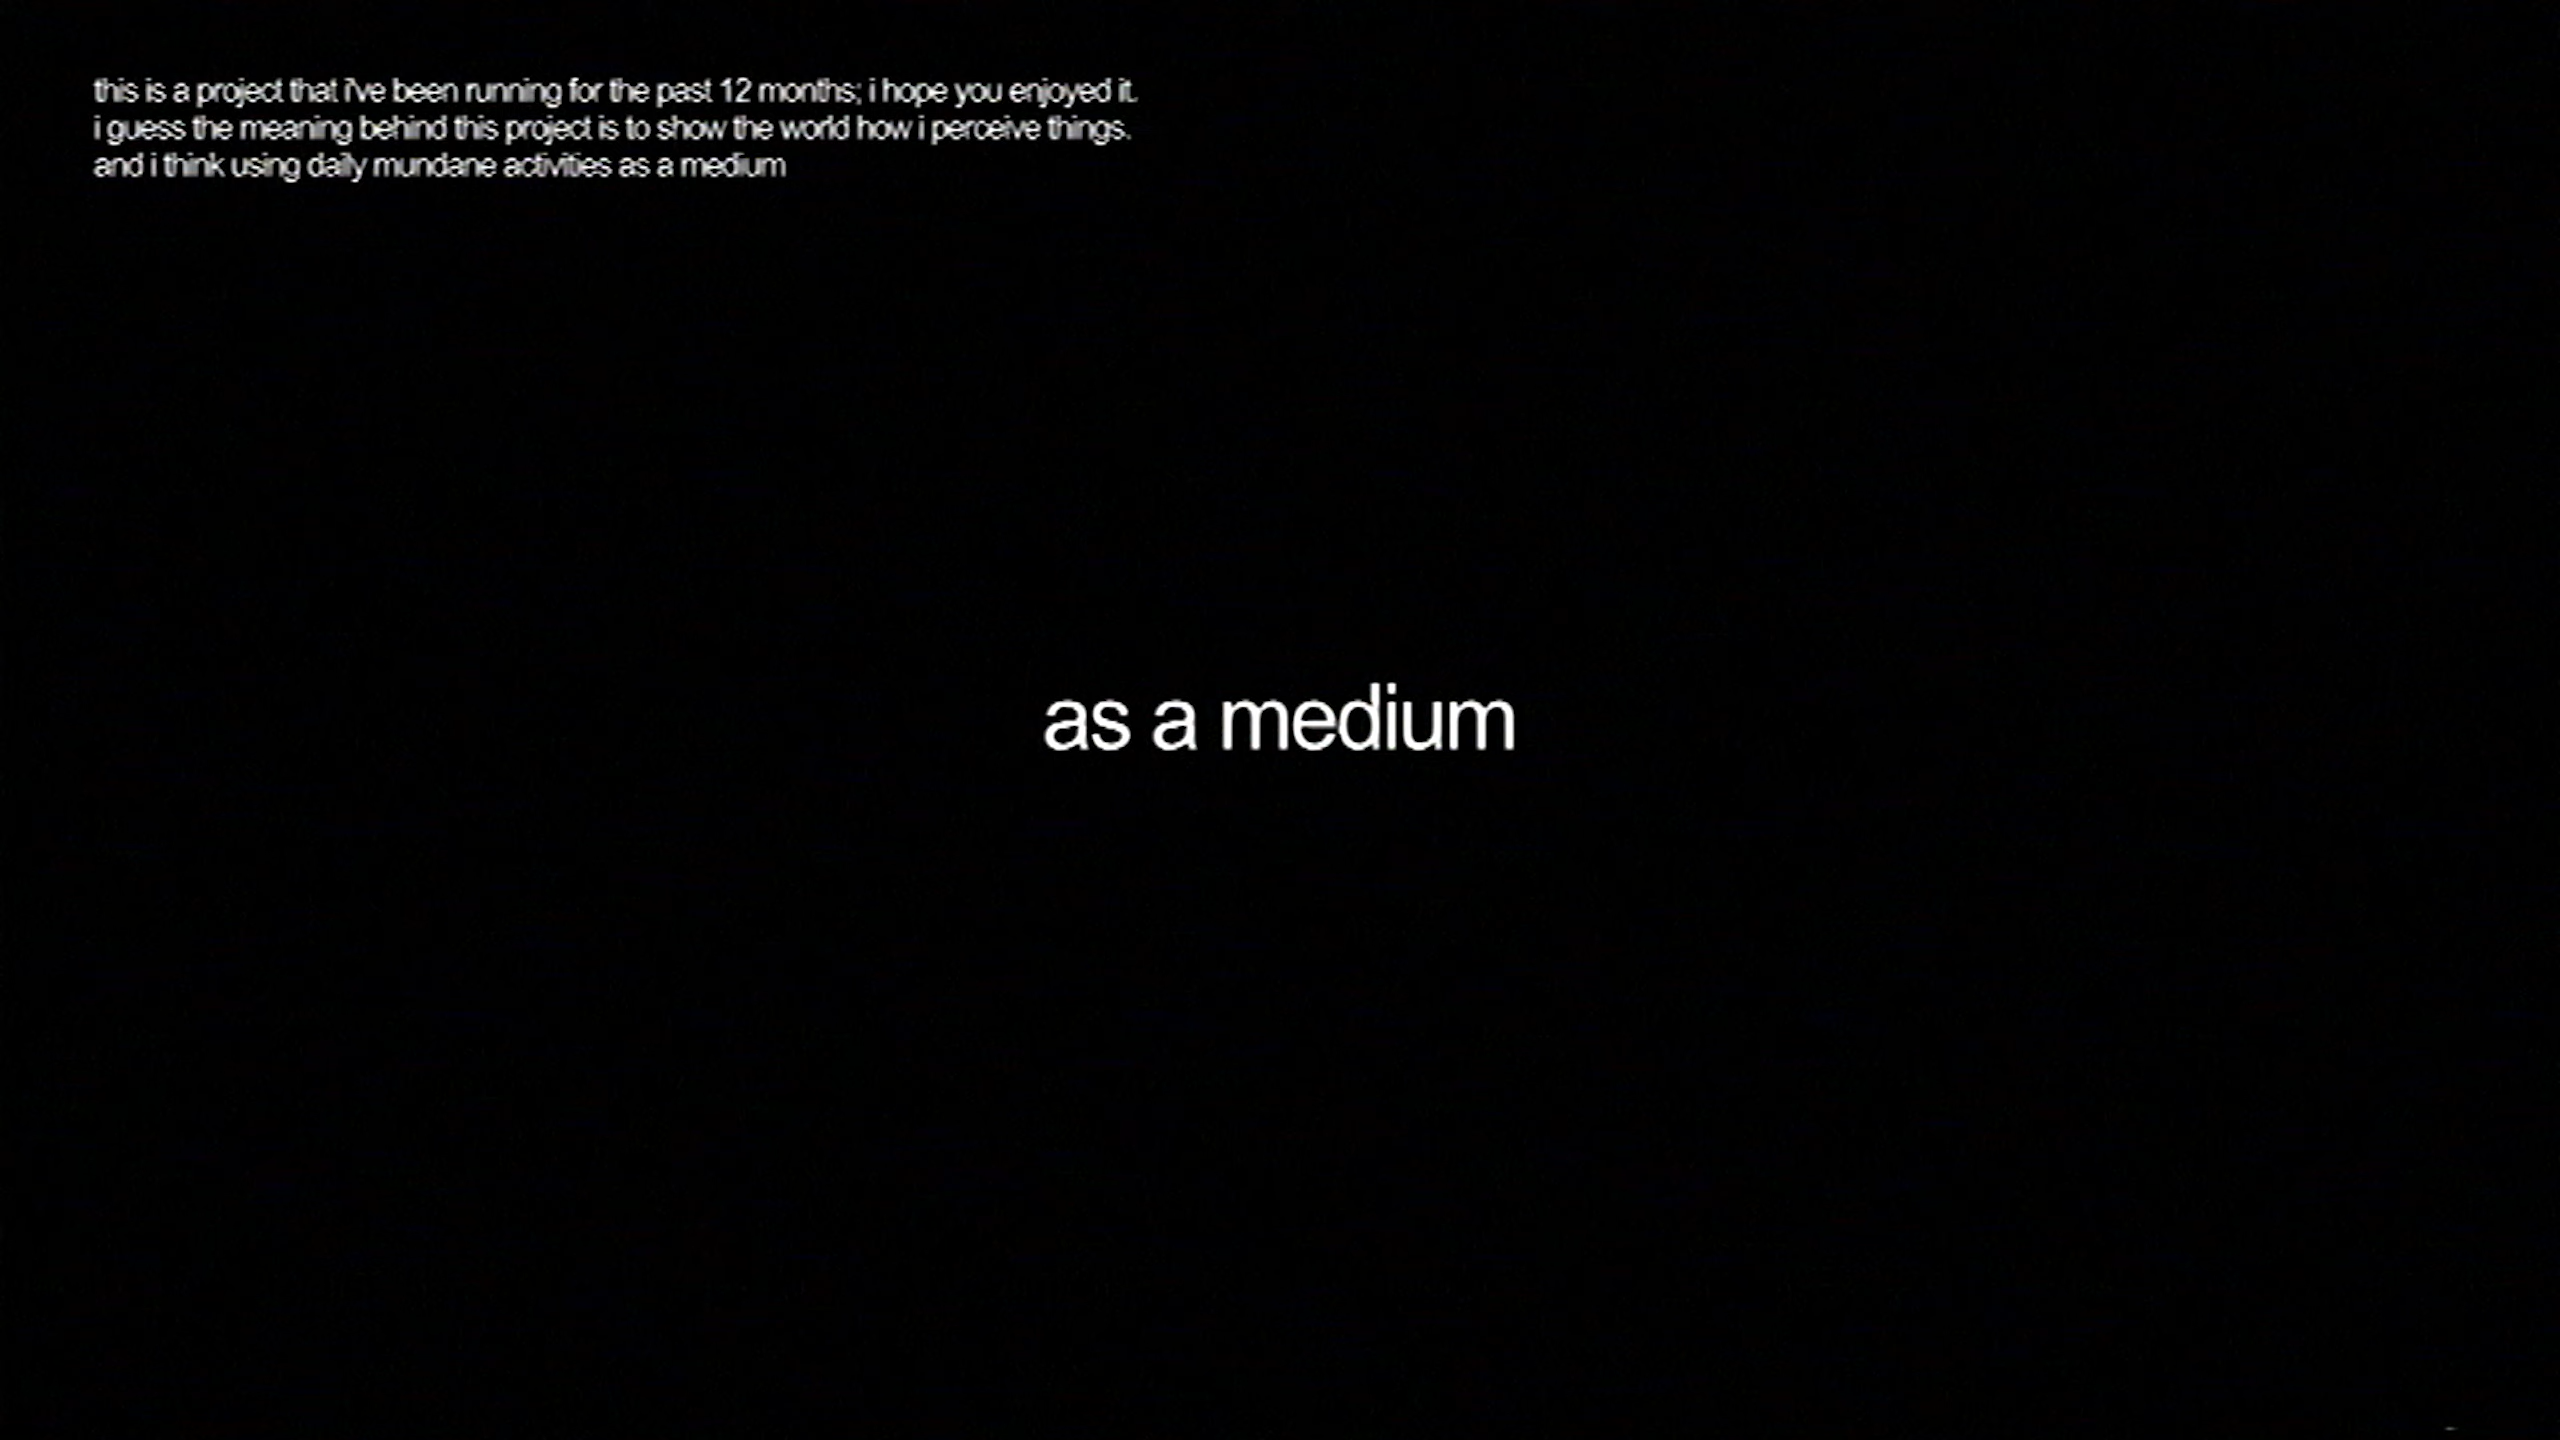 this is a project that i've been running for the past 12 months; i hope you enjoyed it.
i guess the meaning behind this project is to show the world how i perceive things.
and i think using daily mundane activities as a medium
as a medium